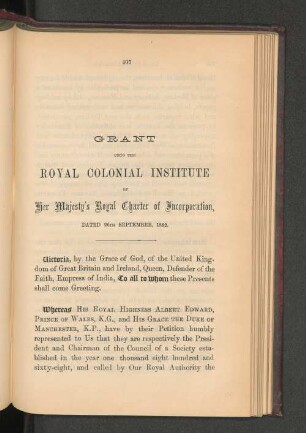 407
GRANT
UNTO THE
ROYAL COLONIAL INSTITUTE
OF
Her Majesty's Royal Charter of Incorporation,
DATED 26TH SEPTEMBER, 1882.
Victoria, by the Grace of God, of the United King-
dom of Great Britain and Ireland, Queen, Defender of the
Faith, Empress of India, To all to whom these Presents
shall come Greeting.
Whereas HIS ROYAL HIGHNESS ALBERT EDWARD,
PRINCE OF WALES, K.G., and HIS GRACE THE DUKE OF
MANCHESTER, K.P., have by their Petition humbly
represented to Us that they are respectively the Presi-
dent and Chairman of the Council of a Society estab-
lished in the year one thousand eight hundred and
sixty-eight, and called by Our Royal Authority the